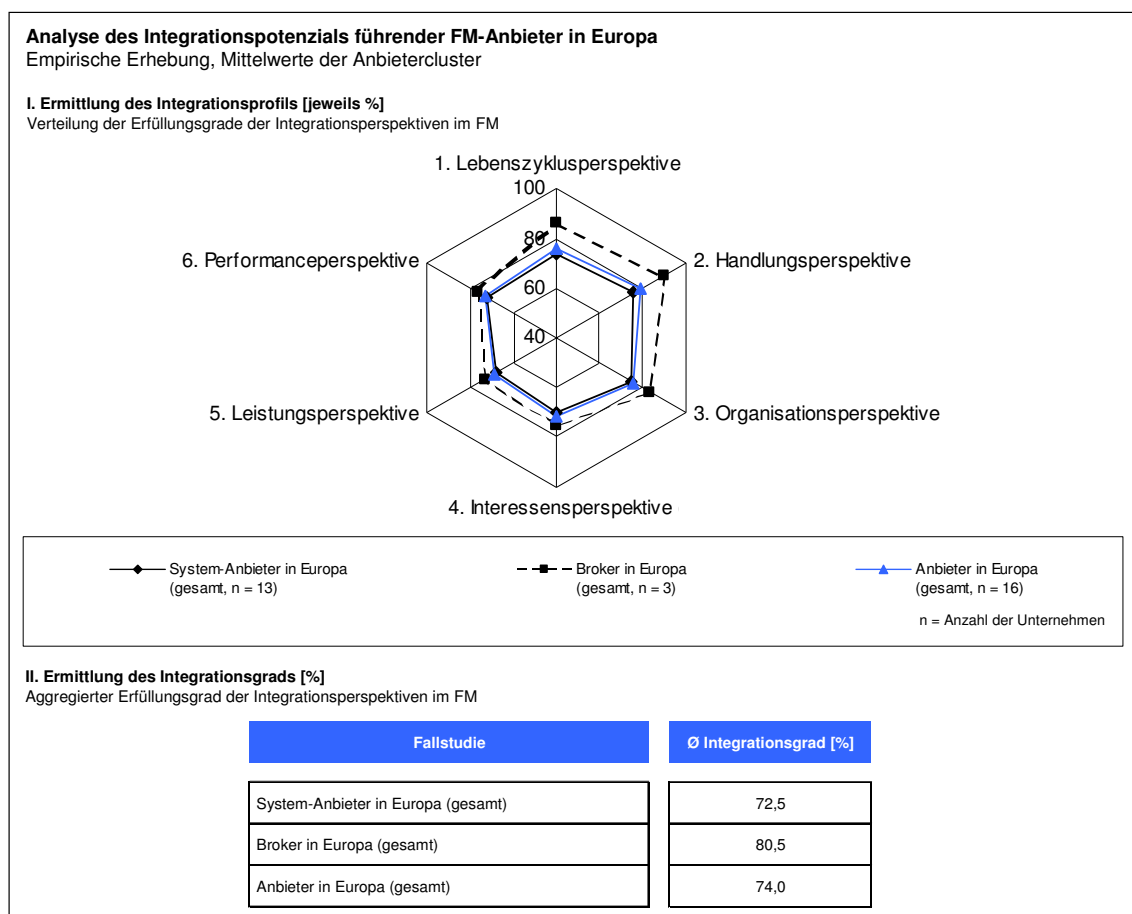 Analyse des Integrationspotenzials führender FM-Anbieter in Europa
Empirische Erhebung, Mittelwerte der Anbietercluster
I. Ermittlung des Integrationsprofils [jeweils %]
Verteilung der Erfüllungsgrade der Integrationsperspektiven im FM
1. Lebenszyklusperspektive
100
80
6. Performanceperspektive
2. Handlungsperspektive
60
40
5. Leistungsperspektive
3. Organisationsperspektive
4. Interessensperspektive
System-Anbieter in Europa
(gesamt, n = 13)
Broker in Europa
(gesamt, n = 3)
Anbieter in Europa
(gesamt, n = 16)
n = Anzahl der Unternehmen
II. Ermittlung des Integrationsgrads [%]
Aggregierter Erfüllungsgrad der Integrationsperspektiven im FM
Fallstudie Ø Integrationsgrad [%]
System-Anbieter in Europa (gesamt) 72,5
Broker in Europa (gesamt) 80,5
Anbieter in Europa (gesamt) 74,0